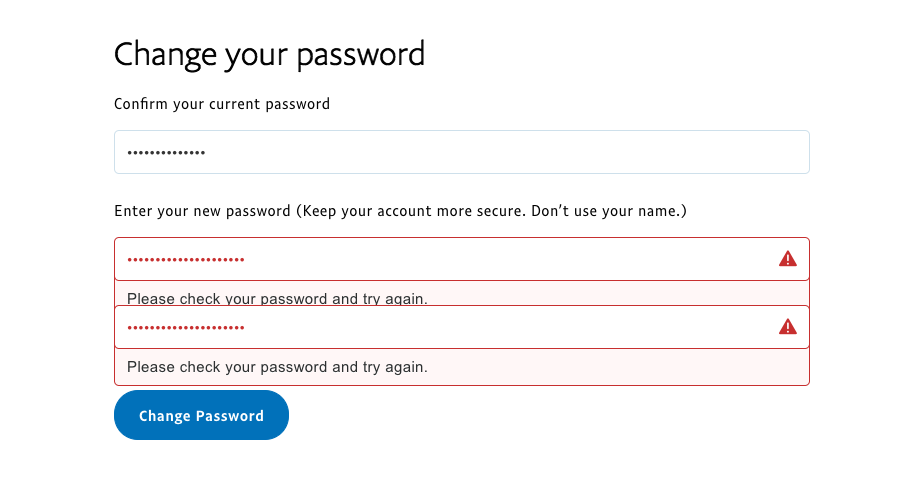 Change your password
Confirm your current password
••••••••••••••
Enter your new password (Keep your account more secure. Don't use your name.)
•••••••••••••••••••••
Please check your password and try again.
•••••••••••••••••••••
Please check your password and try again.
Change Password